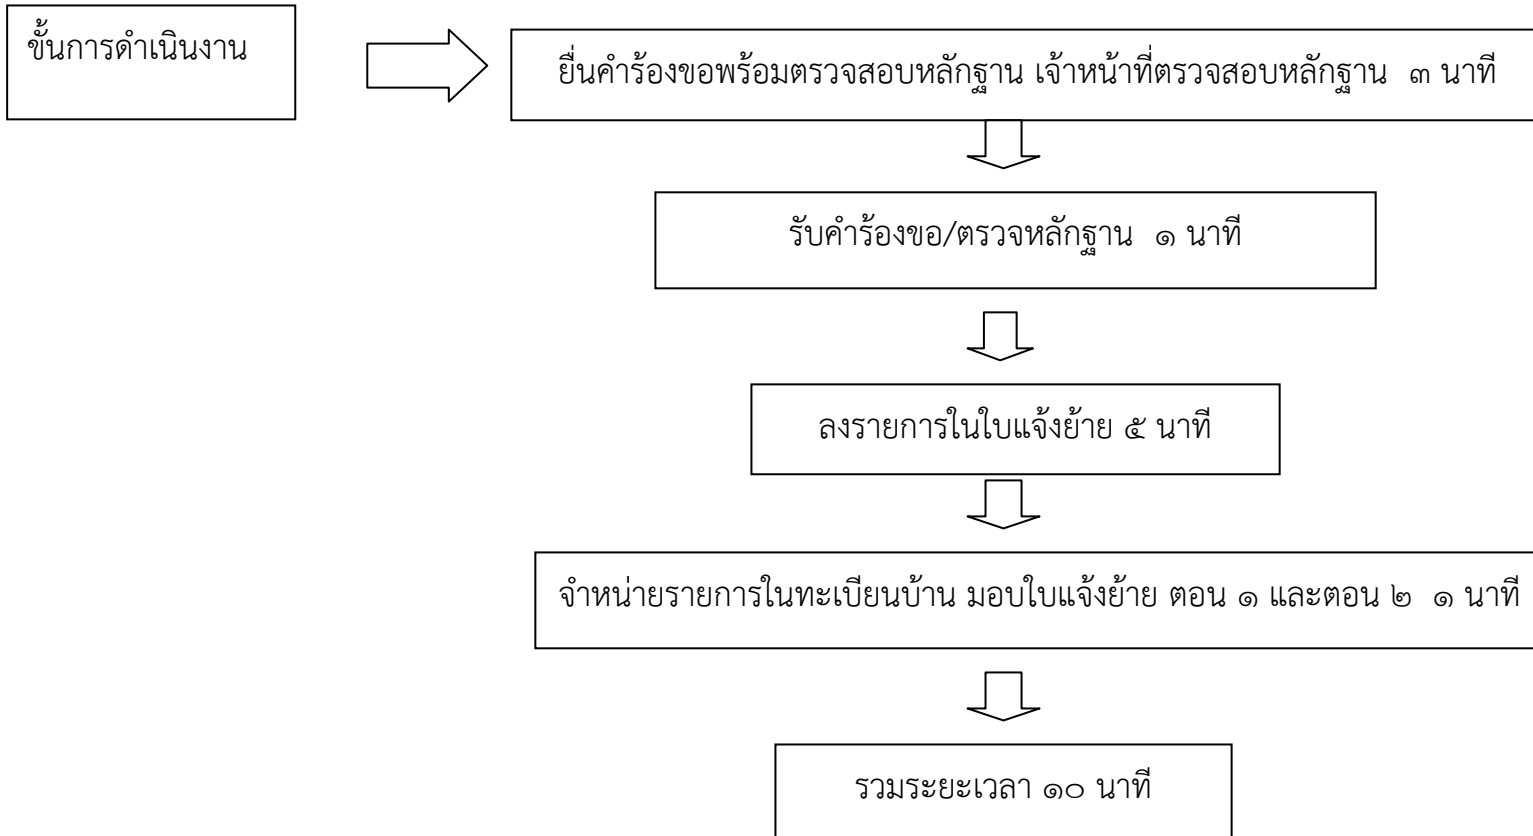 ขั้นการดำเนินงาน
ยื่นคำร้องขอพร้อมตรวจสอบหลักฐาน เจ้าหน้าที่ตรวจสอบหลักฐาน ๓ นาที
รับคำร้องขอ/ตรวจหลักฐาน ๑ นาที
ลงรายการในใบแจ้งย้าย ๕ นาที
จำหน่ายรายการในทะเบียนบ้าน มอบใบแจ้งย้าย ตอน ๑ และตอน ๒ ๑ นาที
รวมระยะเวลา ๑๐ นาที